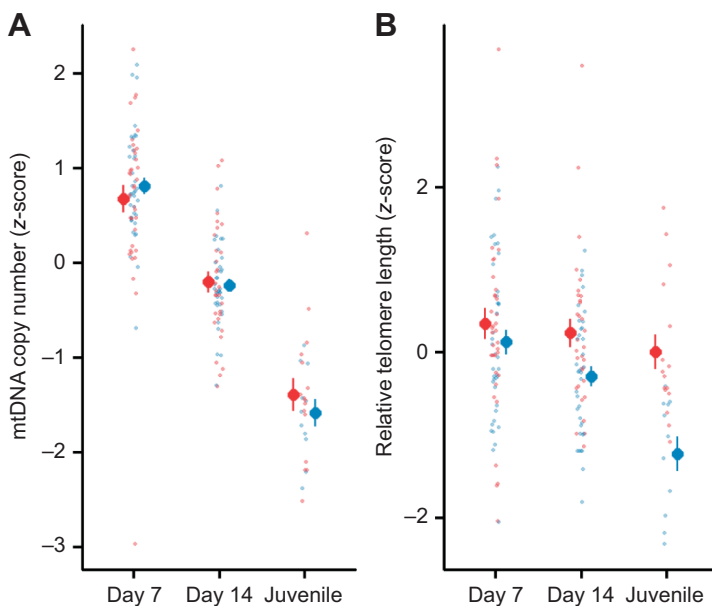 A
mtDNA copy number (z-score)
2
1
0
–1
–2
–3
Day 7 Day 14 Juvenile
B
Relative telomere length (z-score)
2
0
–2
Day 7 Day 14 Juvenile